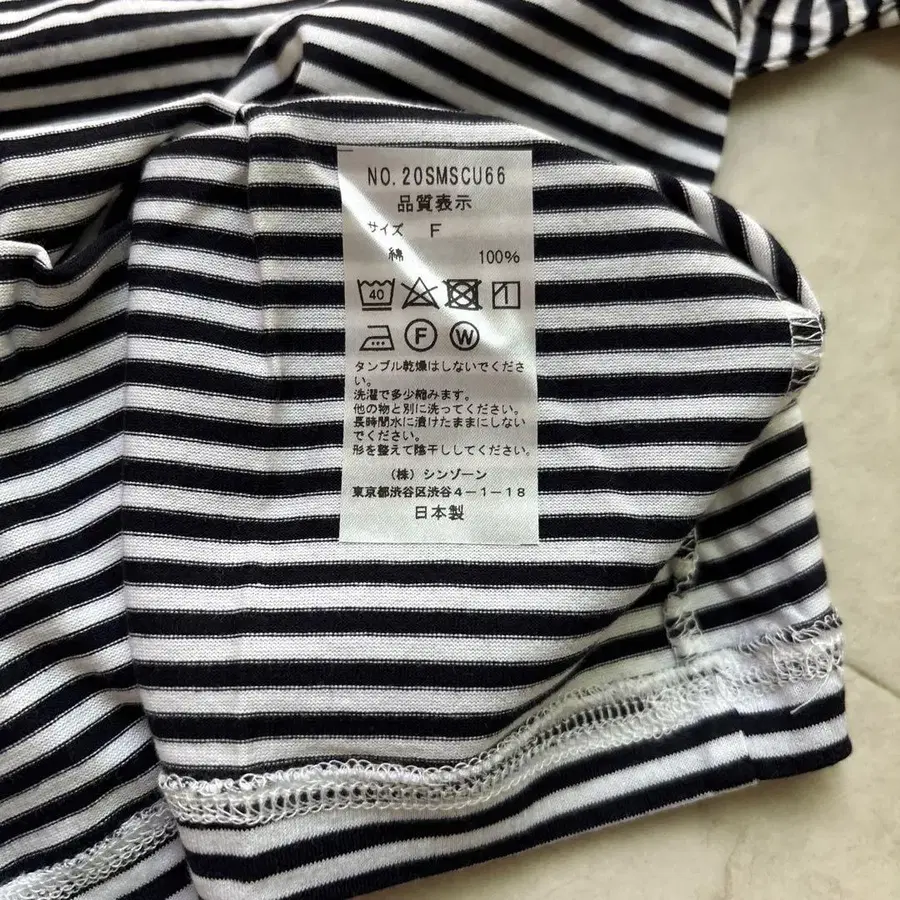 NO.20SMSCU66
品質表示
サイズ F
綿 100%
40
F W
タンブル乾燥はしないでくださ
い。
洗濯で多少縮みます。
他の物と別に洗ってください。
長時間水に漬けたままにしない
でください。
形を整えて陰干ししてください。
(株) シンゾーン
東京都渋谷区渋谷4-1-18
日本製